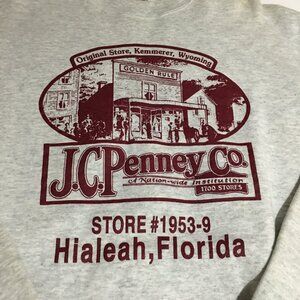 Original Store, Kemmerer, Wyoming
GOLDEN RULE
J.C.Penney Co.
A Nation-wide Institution
1700 STORES
STORE #1953-9
Hialeah, Florida